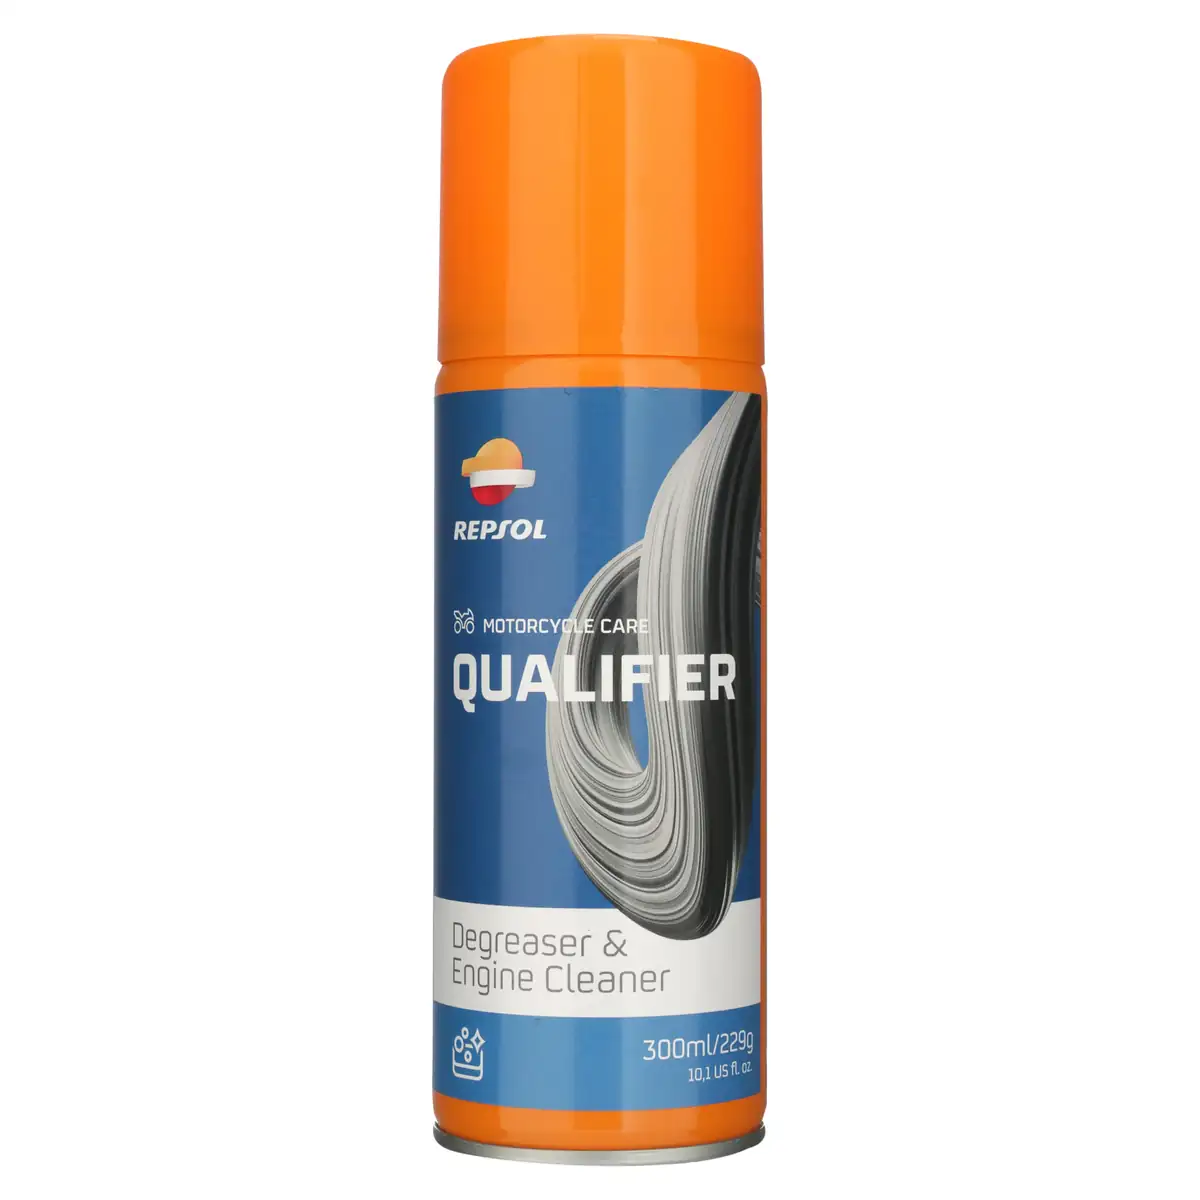 REPSOL
MOTORCYCLE CARE
QUALIFIER
Degreaser &
Engine Cleaner
300ml/229g
10,1 US fl. oz.